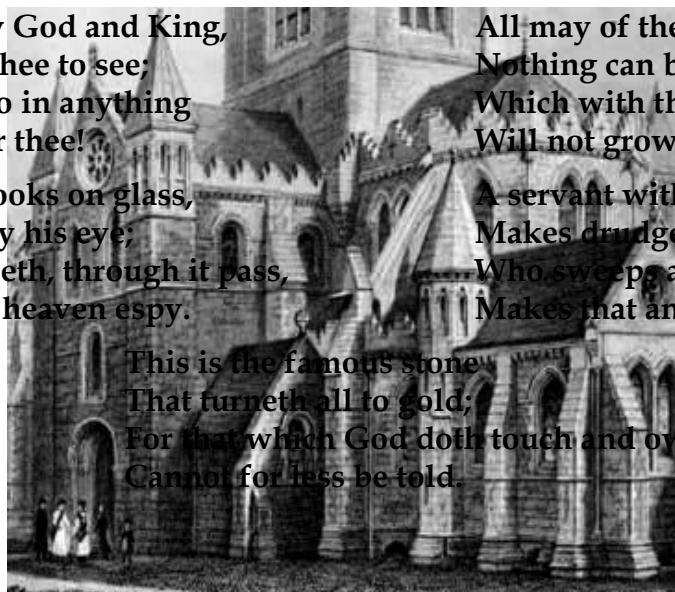 God and King,
hee to see;
o in anything
r thee!
ooks on glass,
y his eye;
eth, through it pass,
heaven espy.
All may of the
Nothing can b
Which with th
Will not grow
A servant with
Makes drudge
Who sweeps a
Makes that an
This is the famous stone
That turneth all to gold;
For that which God doth touch and ow
Cannot for less be told.